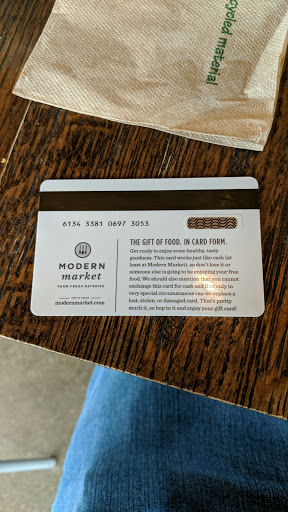 cycled material
6134 3381 0697 3053
MODERN
market
FARM FRESH EATERIES
modernmarket.com
THE GIFT OF FOOD. IN CARD FORM.
Get ready to enjoy some healthy, tasty
goodness. This card works just like cash (at
least at Modern Market), so don't lose it or
someone else is going to be enjoying your free
food. We should also mention that you cannot
exchange this card for cash and that only in
very special circumstances can we replace a
lost, stolen, or damaged card. That's pretty
much it, so hop to it and enjoy your gift card!